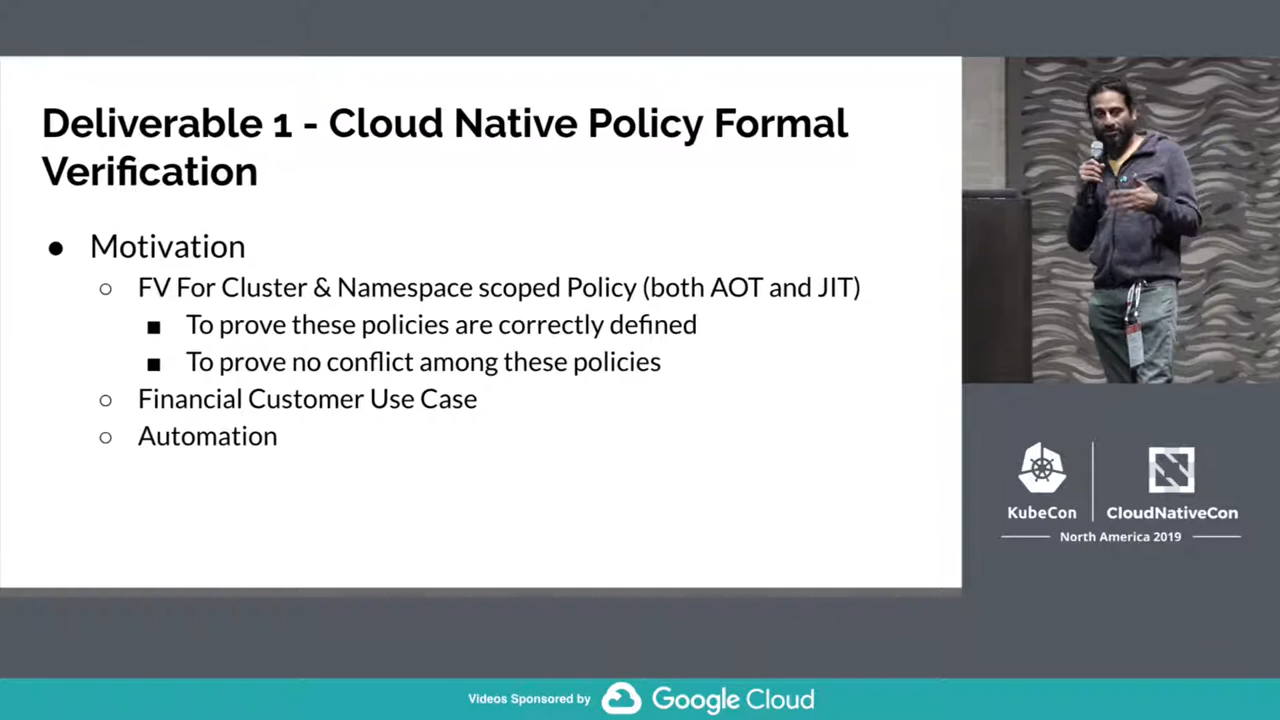 Deliverable 1 - Cloud Native Policy Formal
Verification
● Motivation
○ FV For Cluster & Namespace scoped Policy (both AOT and JIT)
■ To prove these policies are correctly defined
■ To prove no conflict among these policies
○ Financial Customer Use Case
○ Automation
KubeCon
CloudNativeCon
North America 2019
Videos Sponsored by Google Cloud